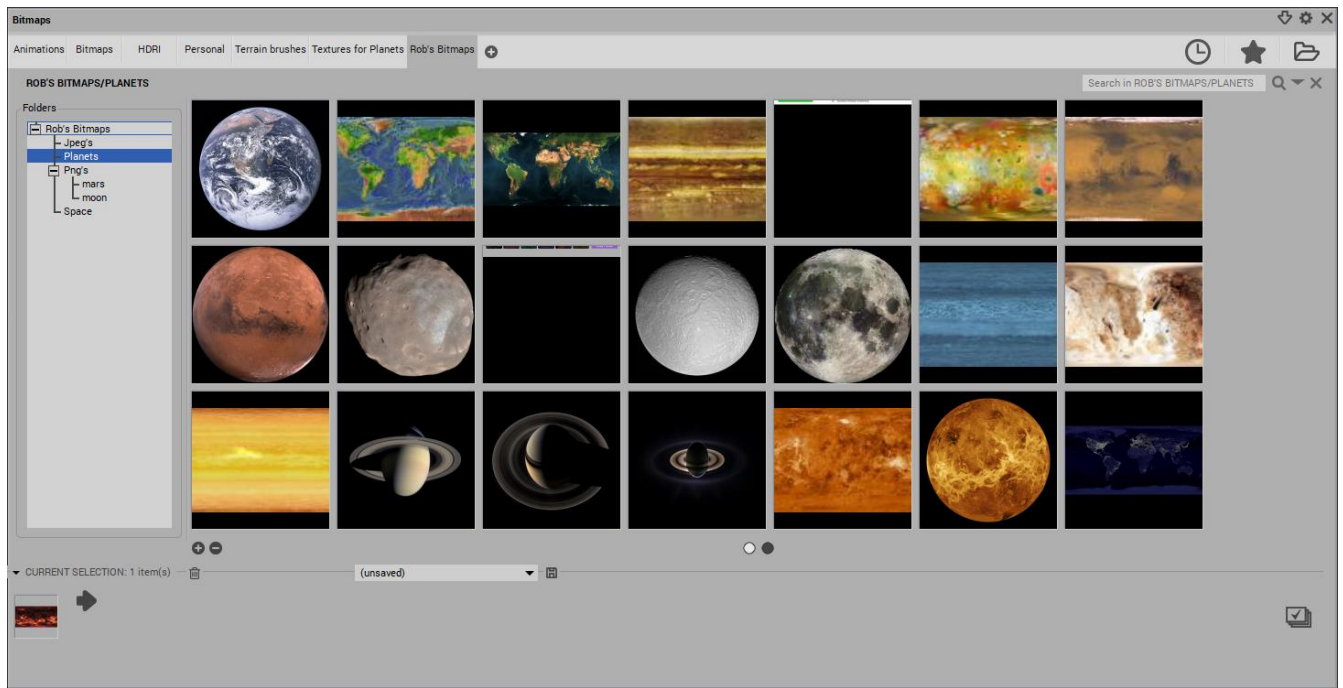 Bitmaps
Animations Bitmaps HDRI Personal Terrain brushes Textures for Planets Rob's Bitmaps
ROB'S BITMAPS/PLANETS
Search in ROB'S BITMAPS/PLANETS
Folders
Rob's Bitmaps
Jpeg's
Planets
Png's
mars
moon
Space
CURRENT SELECTION: 1 item(s)
(unsaved)